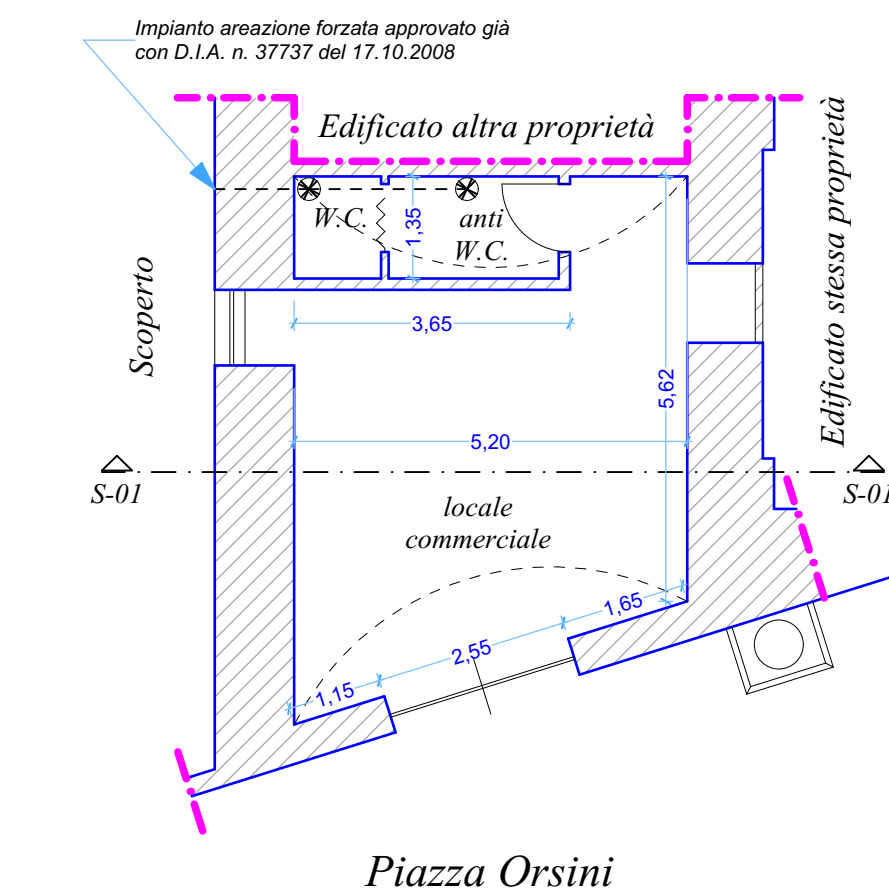 Impianto areazione forzata approvato già
con D.I.A. n. 37737 del 17.10.2008
Edificato altra proprietà
Edificato stessa proprietà
W.C.
1,35
anti
W.C.
Scoperto
3,65
5,62
5,20
S-01
S-01
locale
commerciale
1,65
2,55
1,15
Piazza Orsini